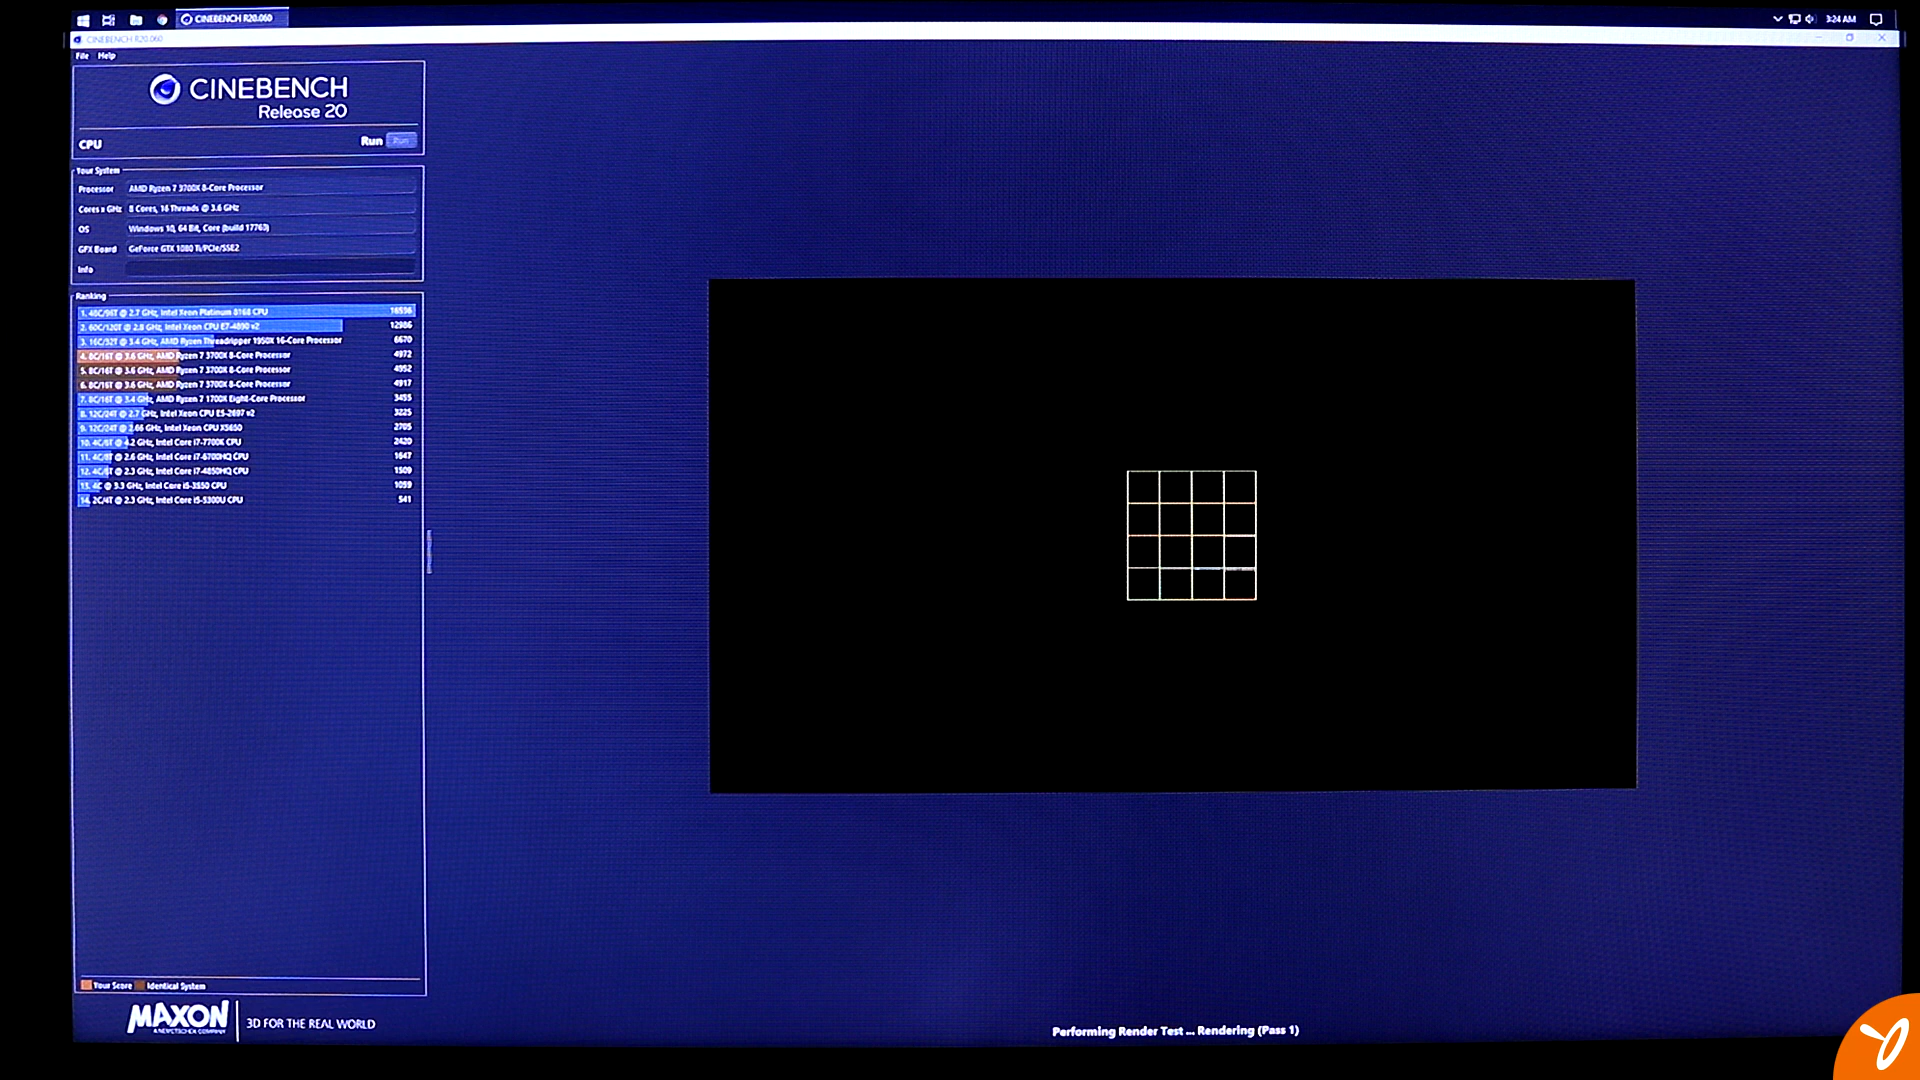 CINEBENCH R20.060
3:24 AM
CINEBENCH R20.060
File Help
CINEBENCH
Release 20
CPU
Run Run
Your System
Processor AMD Ryzen 7 3700X 8-Core Processor
Cores x GHz 8 Cores, 16 Threads @ 3.6 GHz
OS Windows 10, 64 Bit, Core (build 17763)
GFX Board GeForce GTX 1080 Ti/PCIe/SSE2
Info
Ranking
1. 48C/96T @ 2.7 GHz, Intel Xeon Platinum 8168 CPU 16536
2. 60C/120T @ 2.8 GHz, Intel Xeon CPU E7-4890 v2 12986
3. 16C/32T @ 3.4 GHz, AMD Ryzen Threadripper 1950X 16-Core Processor 6670
4. 8C/16T @ 3.6 GHz, AMD Ryzen 7 3700X 8-Core Processor 4972
5. 8C/16T @ 3.6 GHz, AMD Ryzen 7 3700X 8-Core Processor 4952
6. 8C/16T @ 3.6 GHz, AMD Ryzen 7 3700X 8-Core Processor 4917
7. 8C/16T @ 3.4 GHz, AMD Ryzen 7 1700X Eight-Core Processor 3455
8. 12C/24T @ 2.7 GHz, Intel Xeon CPU E5-2697 v2 3225
9. 12C/24T @ 2.66 GHz, Intel Xeon CPU X5650 2705
10. 4C/8T @ 4.2 GHz, Intel Core i7-7700K CPU 2420
11. 4C/8T @ 2.6 GHz, Intel Core i7-6700HQ CPU 1647
12. 4C/8T @ 2.3 GHz, Intel Core i7-4850HQ CPU 1509
13. 4C @ 3.3 GHz, Intel Core i5-3550 CPU 1059
14. 2C/4T @ 2.3 GHz, Intel Core i5-5300U CPU 541
Your Score Identical System
MAXON
A NEMETSCHEK COMPANY
3D FOR THE REAL WORLD
Performing Render Test ... Rendering (Pass 1)